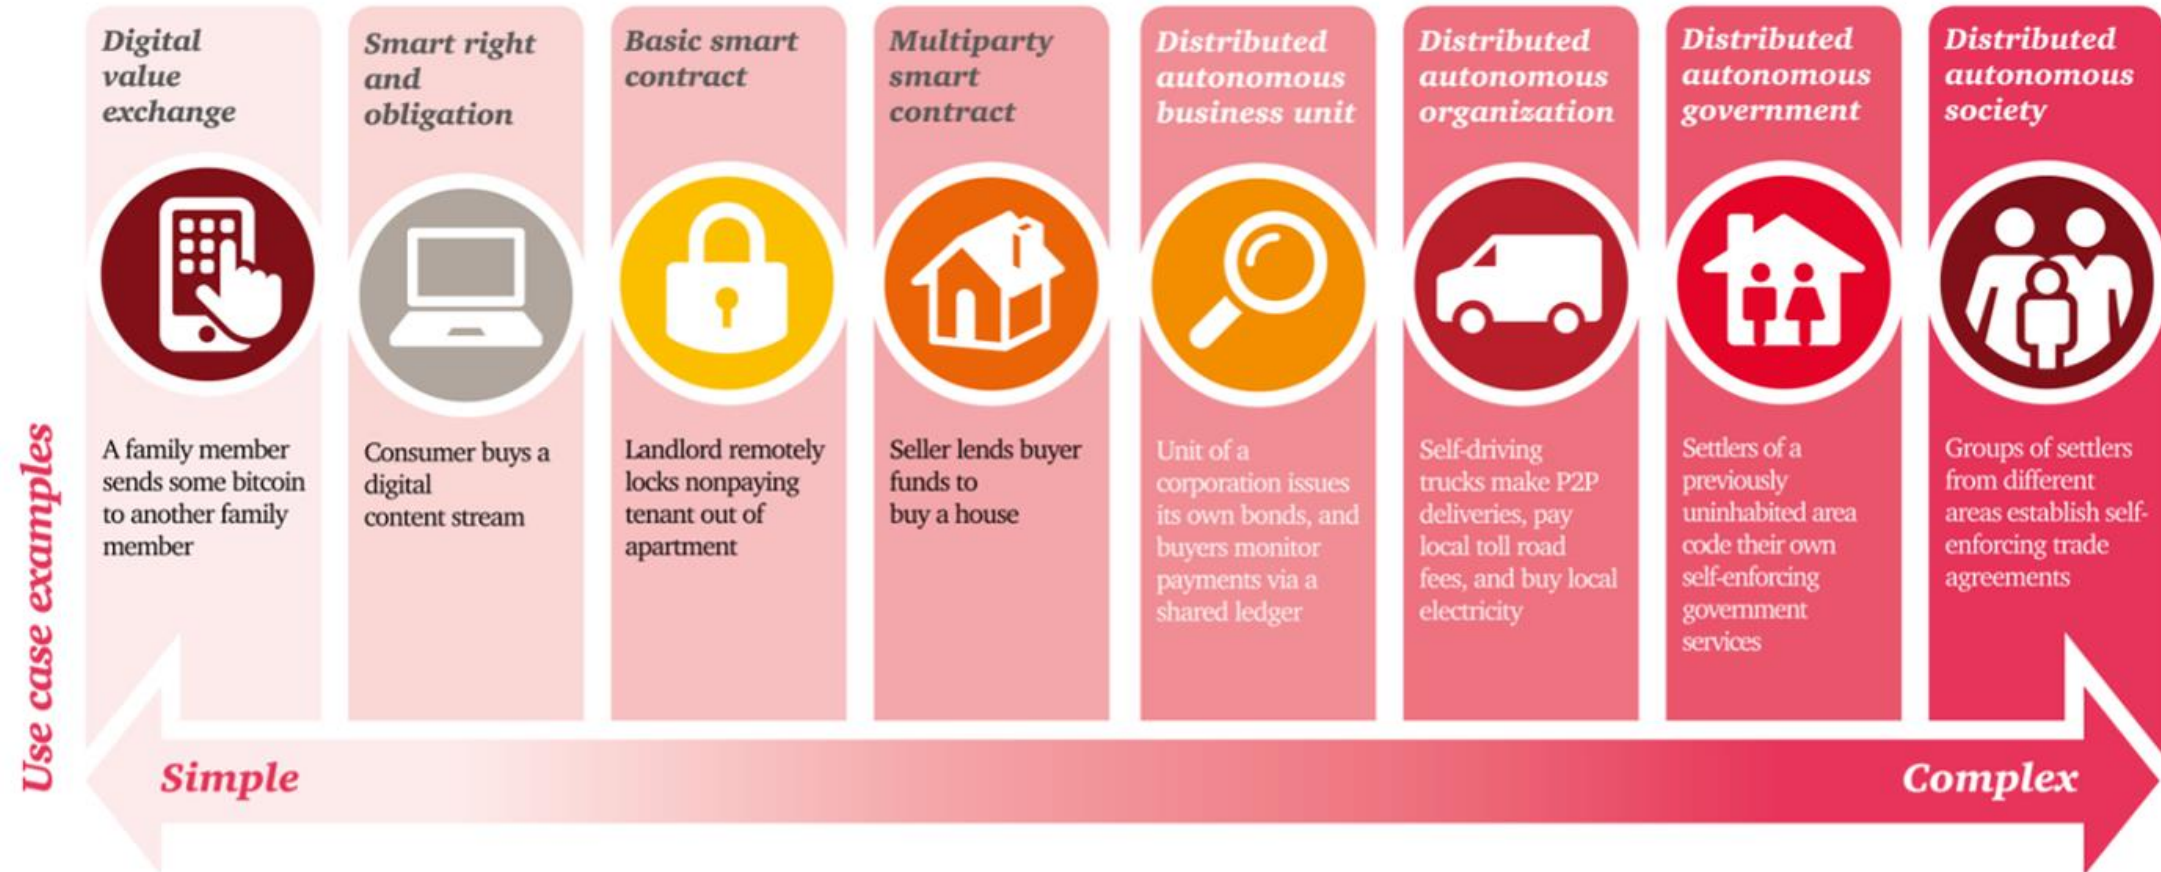 Digital
value
exchange
A family member
sends some bitcoin
to another family
member
Smart right
and
obligation
Consumer buys a
digital
content stream
Basic smart
contract
Landlord remotely
locks nonpaying
tenant out of
apartment
Multiparty
smart
contract
Seller lends buyer
funds to
buy a house
Distributed
autonomous
business unit
Unit of a
corporation issues
its own bonds, and
buyers monitor
payments via a
shared ledger
Distributed
autonomous
organization
Self-driving
trucks make P2P
deliveries, pay
local toll road
fees, and buy local
electricity
Distributed
autonomous
government
Settlers of a
previously
uninhabited area
code their own
self-enforcing
government
services
Distributed
autonomous
society
Groups of settlers
from different
areas establish self-
enforcing trade
agreements
Use case examples
Simple
Complex